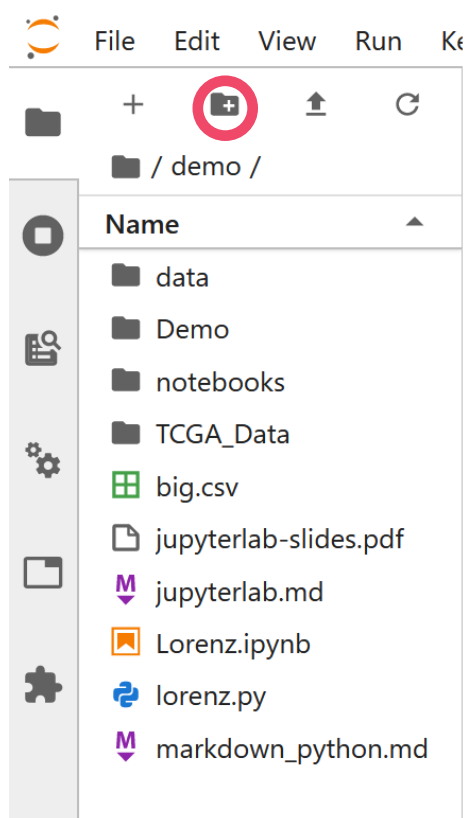 File Edit View Run
/ demo /
Name
data
Demo
notebooks
TCGA_Data
big.csv
jupyterlab-slides.pdf
jupyterlab.md
Lorenz.ipynb
lorenz.py
markdown_python.md